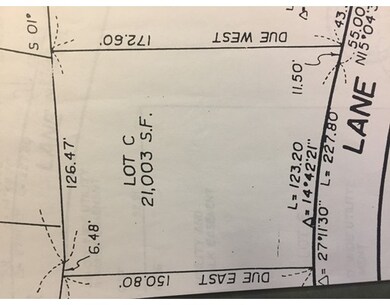 S 01°
172.60'
DUE WEST
43.
55.00
N15°04'
11.50'
LANE
126.47'
LOT C
21,003 S.F.
L= 123.20
Δ= 14°42'21"
L= 227.80'
Δ= 27°11'30"
6.48'
150.80'
DUE EAST